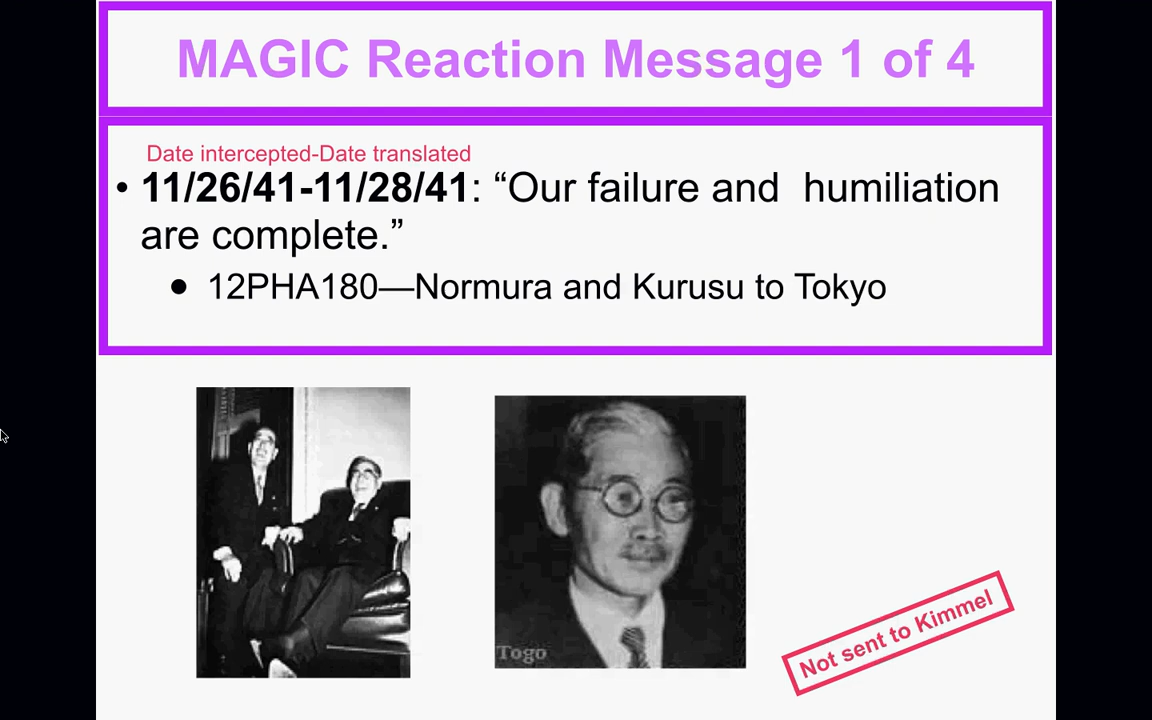 MAGIC Reaction Message 1 of 4
Date intercepted-Date translated
• 11/26/41-11/28/41: “Our failure and humiliation
are complete.”
● 12PHA180—Normura and Kurusu to Tokyo
Togo
Not sent to Kimmel